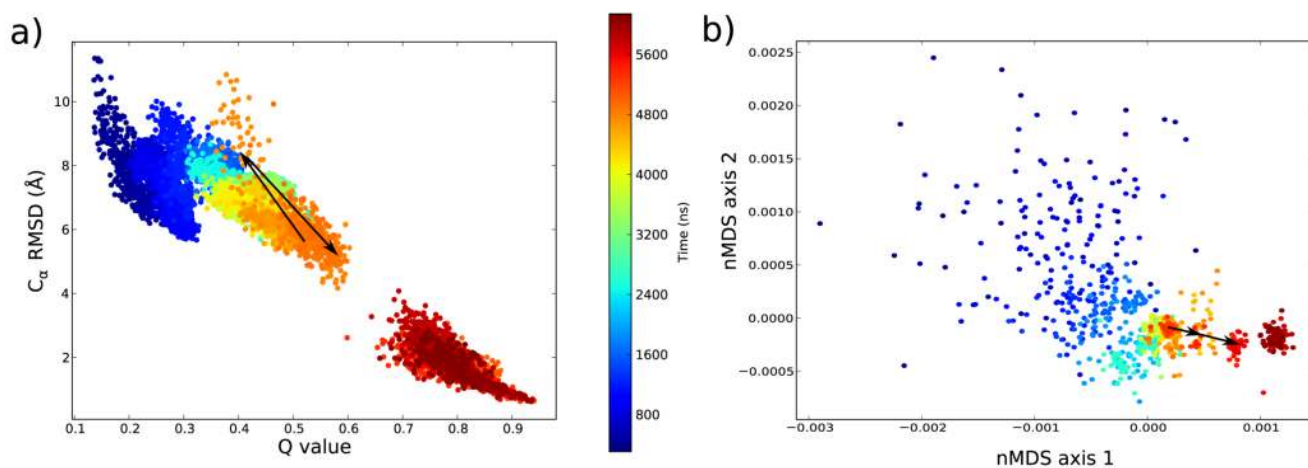 a)
10
8
6
4
2
Cα RMSD (Å)
0.1 0.2 0.3 0.4 0.5 0.6 0.7 0.8 0.9
Q value
5600
4800
4000
3200
2400
1600
800
Time (ns)
b)
0.0025
0.0020
0.0015
0.0010
0.0005
0.0000
−0.0005
nMDS axis 2
−0.003 −0.002 −0.001 −0.001 0.000 0.001
nMDS axis 1